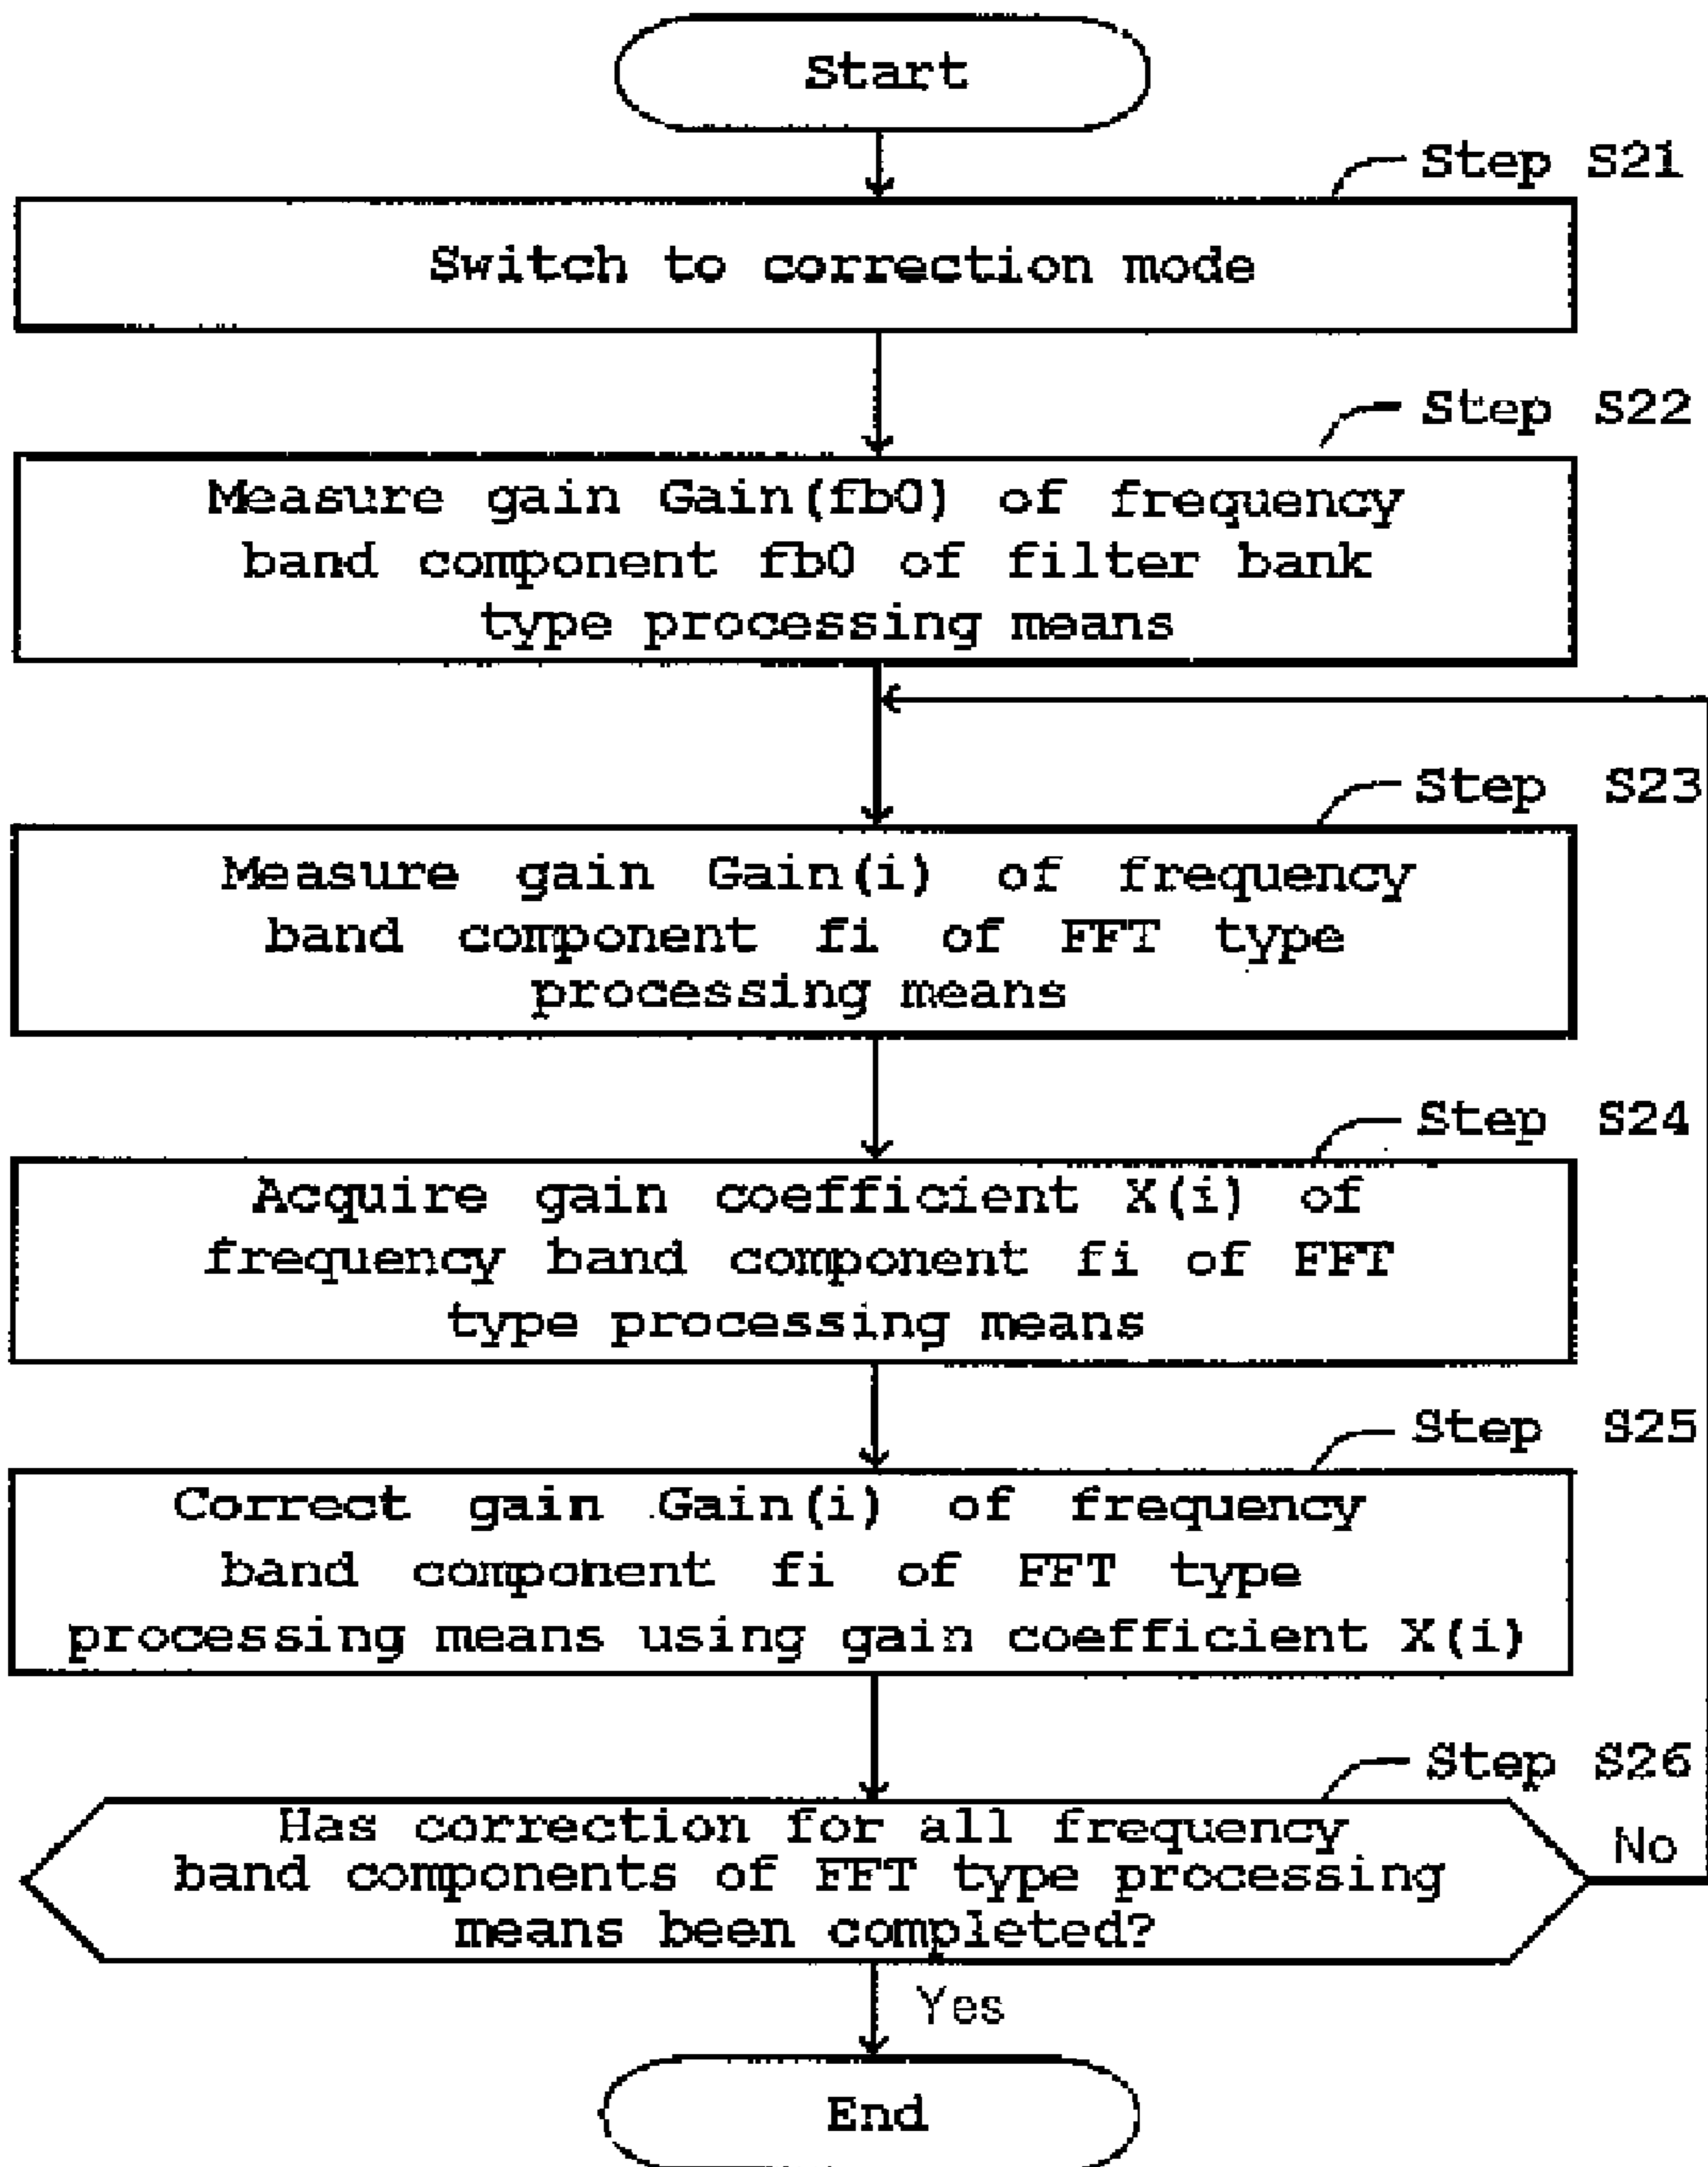 Start
Step S21
Switch to correction mode
Step S22
Measure gain Gain(fb0) of frequency
band component fb0 of filter bank
type processing means
Step S23
Measure gain Gain(i) of frequency
band component fi of FFT type
processing means
Step S24
Acquire gain coefficient X(i) of
frequency band component fi of FFT
type processing means
Step S25
Correct gain Gain(i) of frequency
band component fi of FFT type
processing means using gain coefficient X(i)
Step S26
Has correction for all frequency
band components of FFT type processing
means been completed?
No
Yes
End